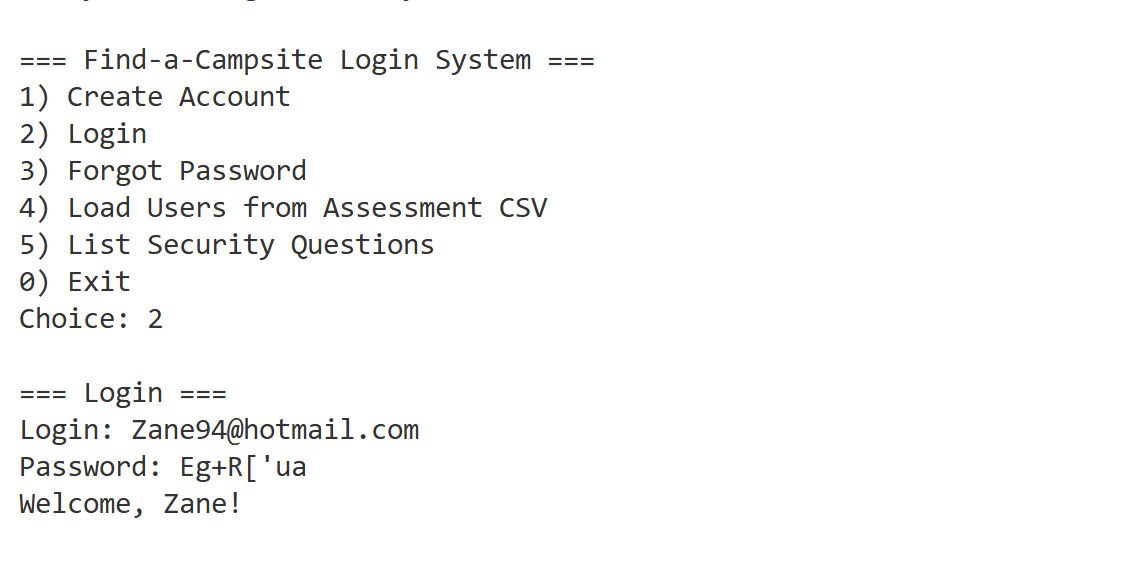 === Find-a-Campsite Login System ===
1) Create Account
2) Login
3) Forgot Password
4) Load Users from Assessment CSV
5) List Security Questions
0) Exit
Choice: 2
=== Login ===
Login: Zane94@hotmail.com
Password: Eg+R['ua
Welcome, Zane!